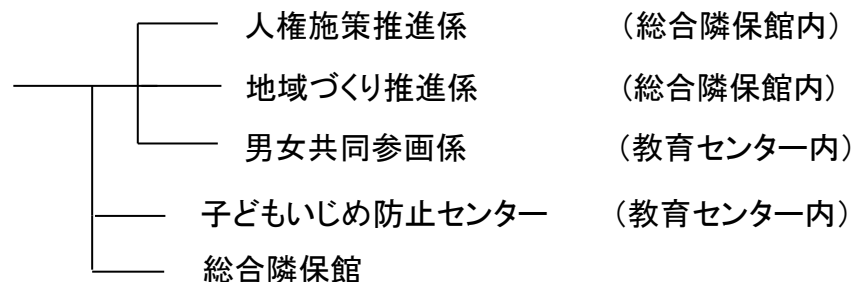 人権施策推進係 （総合隣保館内）
地域づくり推進係 （総合隣保館内）
男女共同参画係 （教育センター内）
子どもいじめ防止センター （教育センター内）
総合隣保館